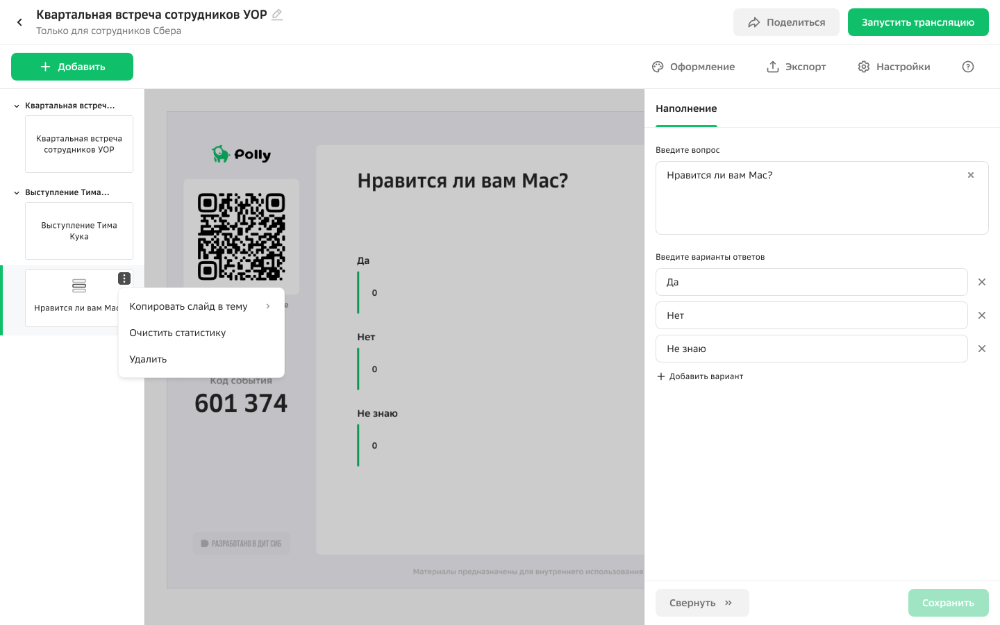 Квартальная встреча сотрудников УОР
Только для сотрудников Сбера
Поделиться
Запустить трансляцию
Добавить
Оформление
Экспорт
Настройки
Квартальная встреч...
Квартальная встреча
сотрудников УОР
Выступление Тима...
Выступление Тима
Кука
Нравится ли вам Мас
Копировать слайд в тему
Очистить статистику
Удалить
Polly
е
Код события
601 374
РАЗРАБОТАНО В ДИТ СИБ
Нравится ли вам Mac?
Да
0
Нет
0
Не знаю
0
Материалы предназначены для внутреннего использования
Наполнение
Введите вопрос
Нравится ли вам Mac?
Введите варианты ответов
Да
Нет
Не знаю
Добавить вариант
Свернуть
Сохранить